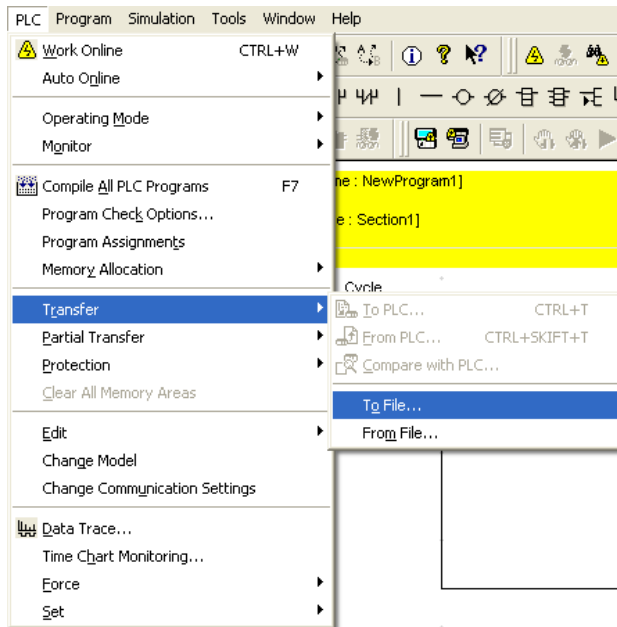 PLC Program Simulation Tools Window Help
Work Online CTRL+W
Auto Online
Operating Mode
Monitor
Compile All PLC Programs F7
ne : NewProgram1]
Program Check Options...
e : Section1]
Program Assignments
Memory Allocation
Cycle
Transfer
To PLC... CTRL+T
Partial Transfer
From PLC... CTRL+SKIFT+T
Protection
Compare with PLC...
Clear All Memory Areas
To File...
Edit
From File...
Change Model
Change Communication Settings
Data Trace...
Time Chart Monitoring...
Force
Set